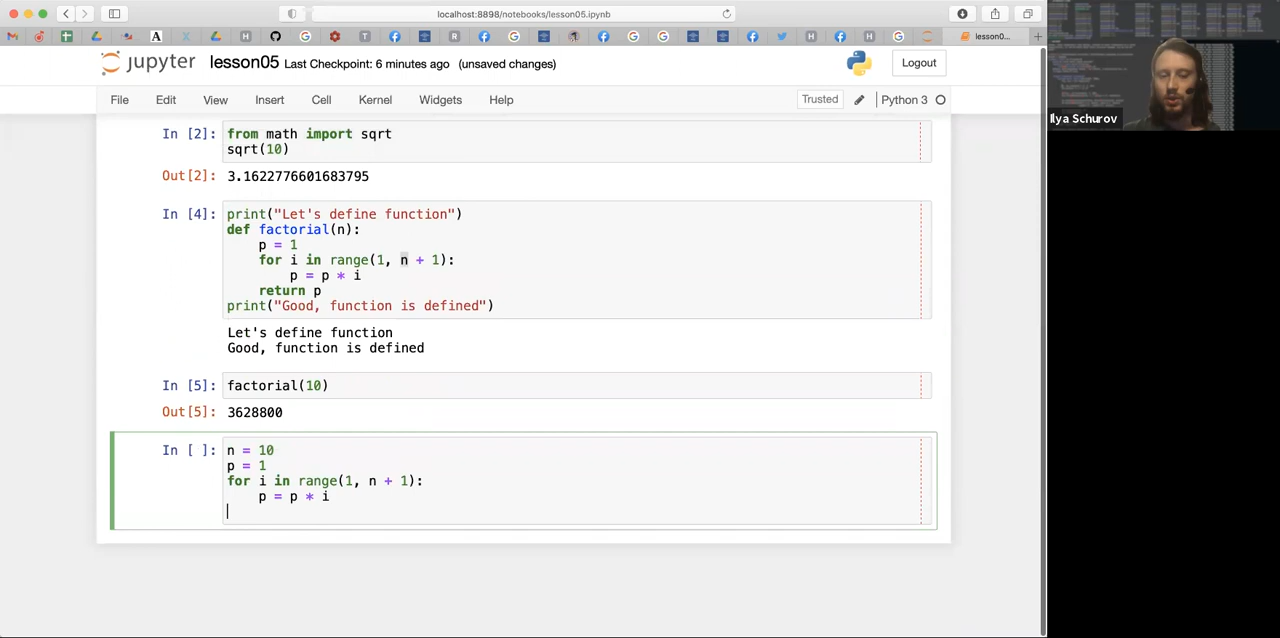 localhost:8898/notebooks/lesson05.ipynb
lesson0...
jupyter lesson05 Last Checkpoint: 6 minutes ago (unsaved changes)
Logout
File Edit View Insert Cell Kernel Widgets Help
Trusted
Python 3
In [2]: from math import sqrt
sqrt(10)
Out[2]: 3.1622776601683795
In [4]: print("Let's define function")
def factorial(n):
p = 1
for i in range(1, n + 1):
p = p * i
return p
print("Good, function is defined")
Let's define function
Good, function is defined
In [5]: factorial(10)
Out[5]: 3628800
In [ ]: n = 10
p = 1
for i in range(1, n + 1):
p = p * i
Ilya Schurov